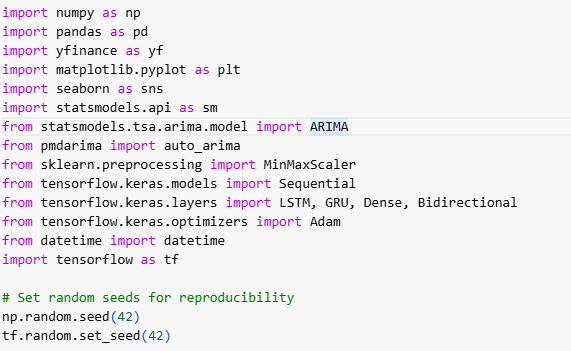 import numpy as np
import pandas as pd
import yfinance as yf
import matplotlib.pyplot as plt
import seaborn as sns
import statsmodels.api as sm
from statsmodels.tsa.arima.model import ARIMA
from pmdarima import auto_arima
from sklearn.preprocessing import MinMaxScaler
from tensorflow.keras.models import Sequential
from tensorflow.keras.layers import LSTM, GRU, Dense, Bidirectional
from tensorflow.keras.optimizers import Adam
from datetime import datetime
import tensorflow as tf
# Set random seeds for reproducibility
np.random.seed(42)
tf.random.set_seed(42)